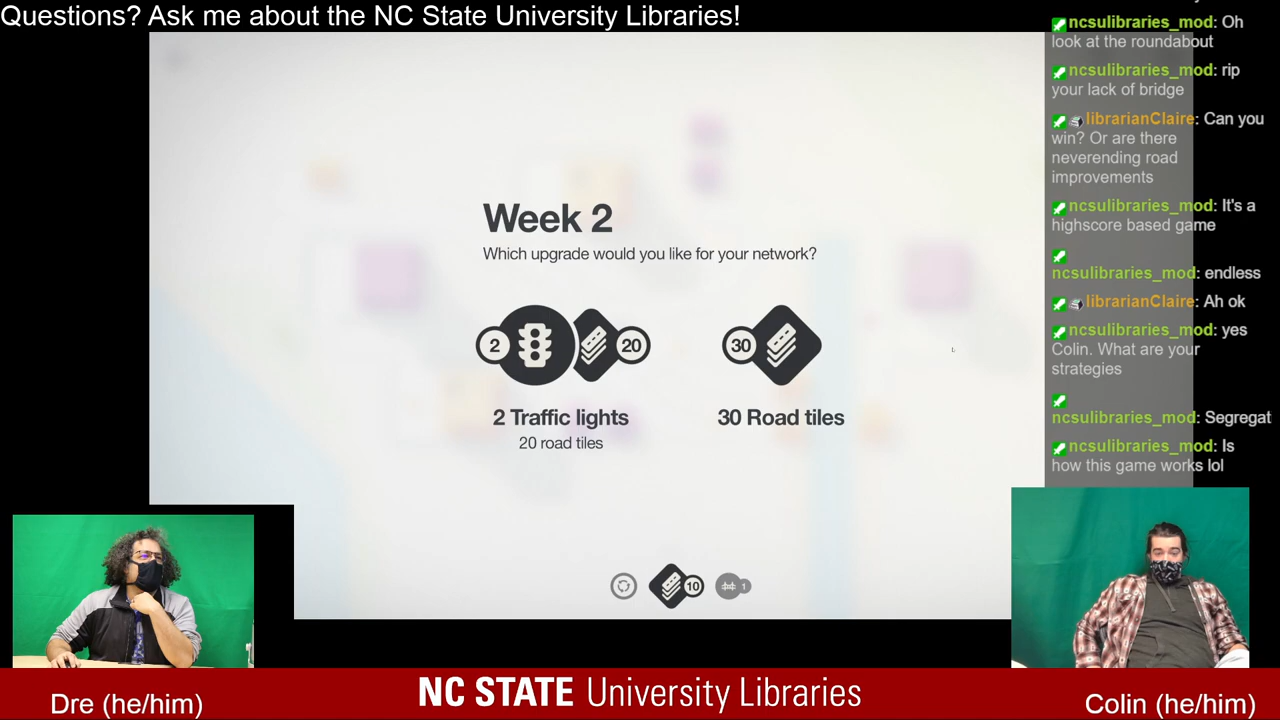 Questions? Ask me about the NC State University Libraries!
Week 2
Which upgrade would you like for your network?
2
20
30
2 Traffic lights
20 road tiles
30 Road tiles
10
1
ncsulibraries_mod: Oh
look at the roundabout
ncsulibraries_mod: rip
your lack of bridge
librarianClaire: Can you
win? Or are there
neverending road
improvements
ncsulibraries_mod: It's a
highscore based game
ncsulibraries_mod: endless
librarianClaire: Ah ok
ncsulibraries_mod: yes
Colin. What are your
strategies
ncsulibraries_mod: Segregat
ncsulibraries_mod: Is
how this game works lol
Dre (he/him)
NC STATE University Libraries
Colin (he/him)